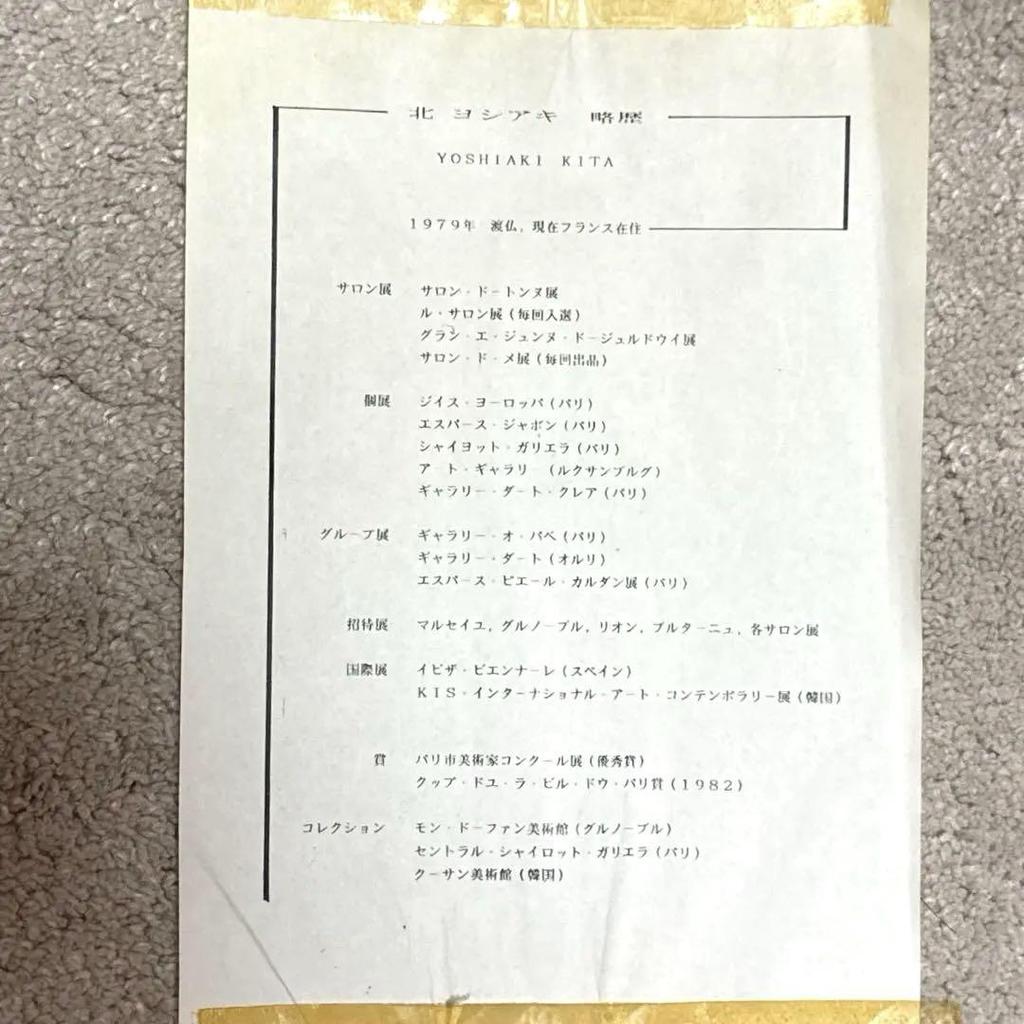 北 ヨシアキ 略歴
YOSHIAKI KITA
1979年 渡仏, 現在フランス在住
サロン展 サロン・ドートンヌ展
ル・サロン展 (毎回入選)
グラン・エ・ジュンヌ・ドージュルドウイ展
サロン・ド・メ展 (毎回出品)
個展 ジイス・ヨーロッパ (パリ)
エスパース・ジャポン (パリ)
シャイヨット・ガリエラ (パリ)
アート・ギャラリー (ルクサンブルグ)
ギャラリー・ダート・クレア (パリ)
グループ展 ギャラリー・オ・パペ (パリ)
ギャラリー・ダート (オルリ)
エスパース・ピエール・カルダン展 (パリ)
招待展 マルセイユ, グルノーブル, リオン, ブルターニュ, 各サロン展
国際展 イビザ・ビエンナーレ (スペイン)
KIS・インターナショナル・アート・コンテンポラリー展 (韓国)
賞 パリ市美術家コンクール展 (優秀賞)
クップ・ドユ・ラ・ビル・ドウ・パリ賞 (1982)
コレクション モン・ドーファン美術館 (グルノーブル)
セントラル・シャイロット・ガリエラ (パリ)
クーサン美術館 (韓国)